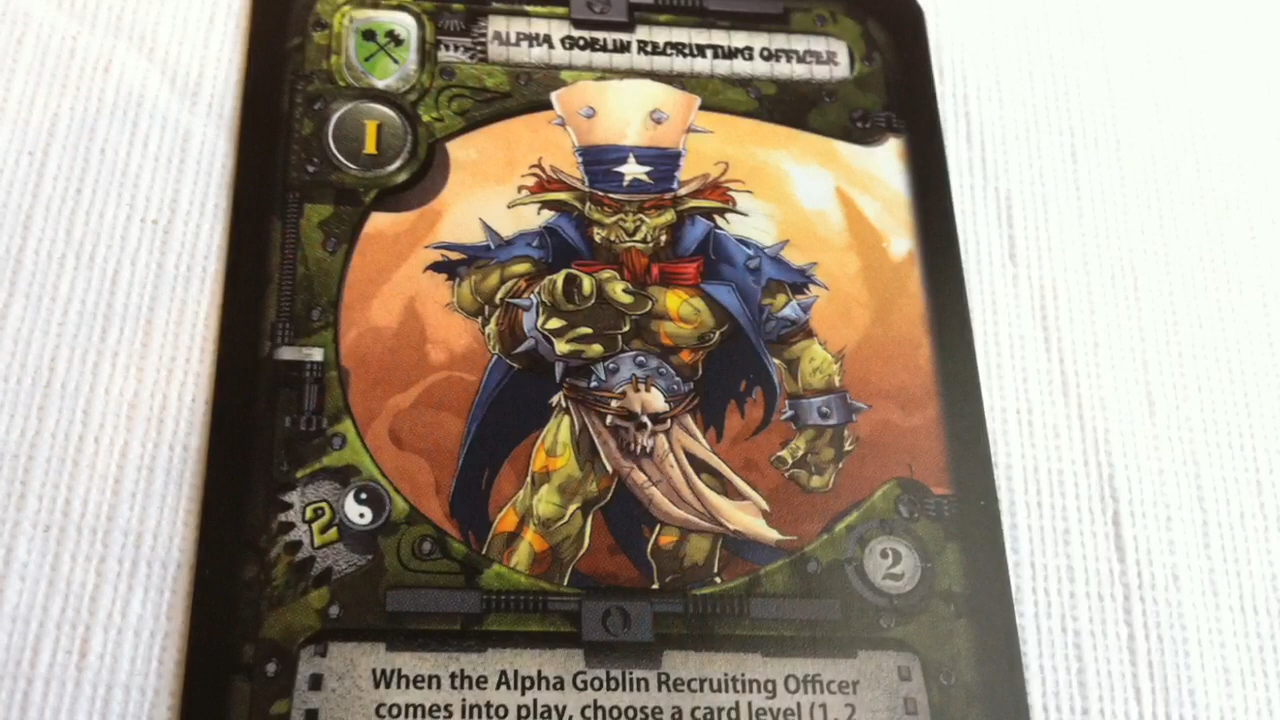 ALPHA GOBLIN RECRUITING OFFICER
I
2
2
When the Alpha Goblin Recruiting Officer
comes into play, choose a card level (1, 2